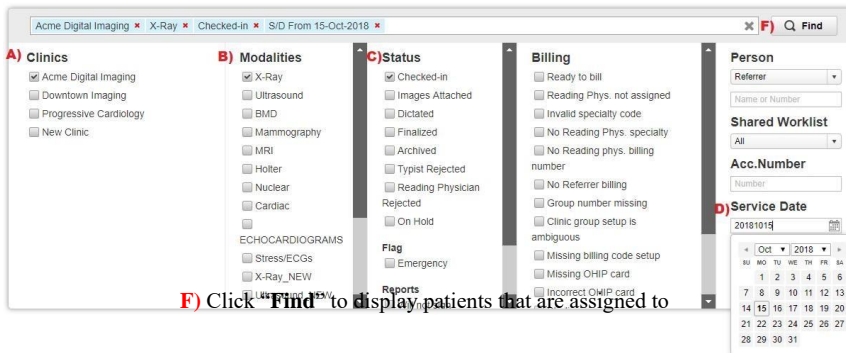 Acme Digital Imaging × X-Ray × Checked-in × S/D From 15-Oct-2018 × × F) Find
A) Clinics
Acme Digital Imaging
Downtown Imaging
Progressive Cardiology
New Clinic
B) Modalities
X-Ray
Ultrasound
BMD
Mammography
MRI
Holter
Nuclear
Cardiac
ECHOCARDIOGRAMS
Stress/ECGs
X-Ray_NEW
Ultrasound_NEW
C)Status
Checked-in
Images Attached
Dictated
Finalized
Archived
Typist Rejected
Reading Physician
Rejected
On Hold
Flag
Emergency
Reports
Billing
Ready to bill
Reading Phys. not assigned
Invalid specialty code
No Reading Phys. specialty
No Reading phys. billing
number
No Referrer billing
Group number missing
Clinic group setup is
ambiguous
Missing billing code setup
Missing OHIP card
Incorrect OHIP card
Person
Referrer
Name or Number
Shared Worklist
All
Acc.Number
Number
D)Service Date
20181015
Oct 2018
SU MO TU WE TH FR SA
1 2 3 4 5 6
7 8 9 10 11 12 13
14 15 16 17 18 19 20
21 22 23 24 25 26 27
28 29 30 31
F) Click "Find" to display patients that are assigned to